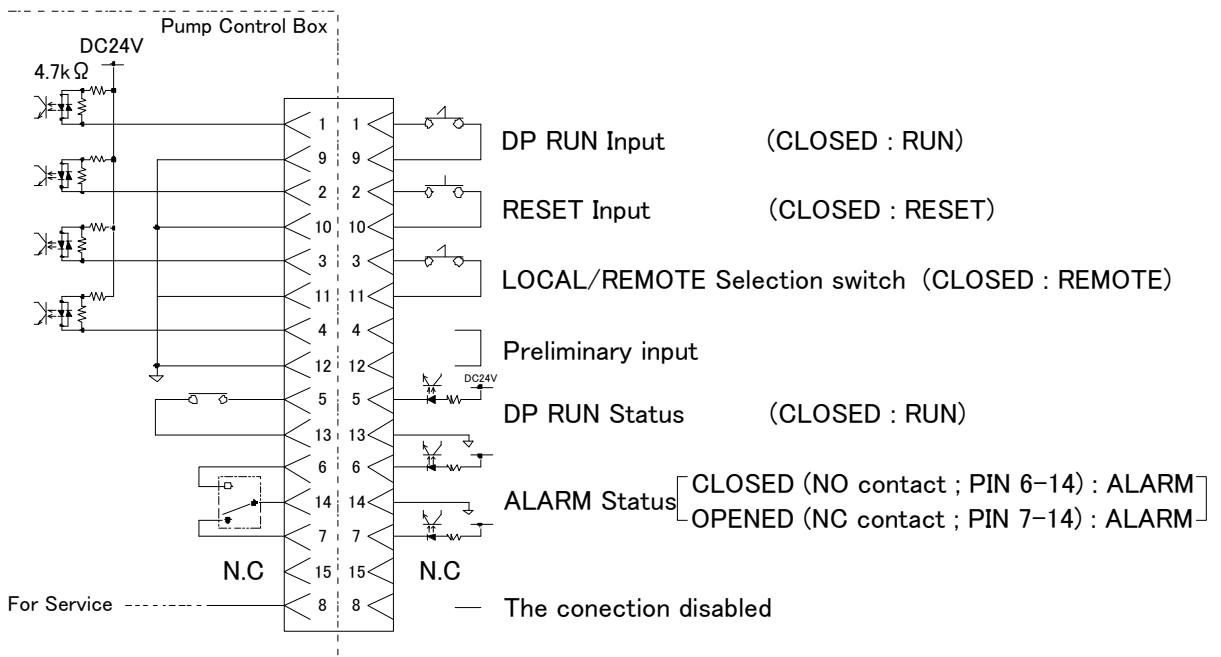 Pump Control Box
DC24V
4.7kΩ
1 1
DP RUN Input (CLOSED : RUN)
9 9
2 2
RESET Input (CLOSED : RESET)
10 10
3 3
LOCAL/REMOTE Selection switch (CLOSED : REMOTE)
11 11
4 4
Preliminary input
12 12
DC24V
5 5
DP RUN Status (CLOSED : RUN)
13 13
6 6
CLOSED (NO contact ; PIN 6-14) : ALARM
14 14
ALARM Status
OPENED (NC contact ; PIN 7-14) : ALARM
7 7
N.C 15 15 N.C
For Service 8 8 The conection disabled